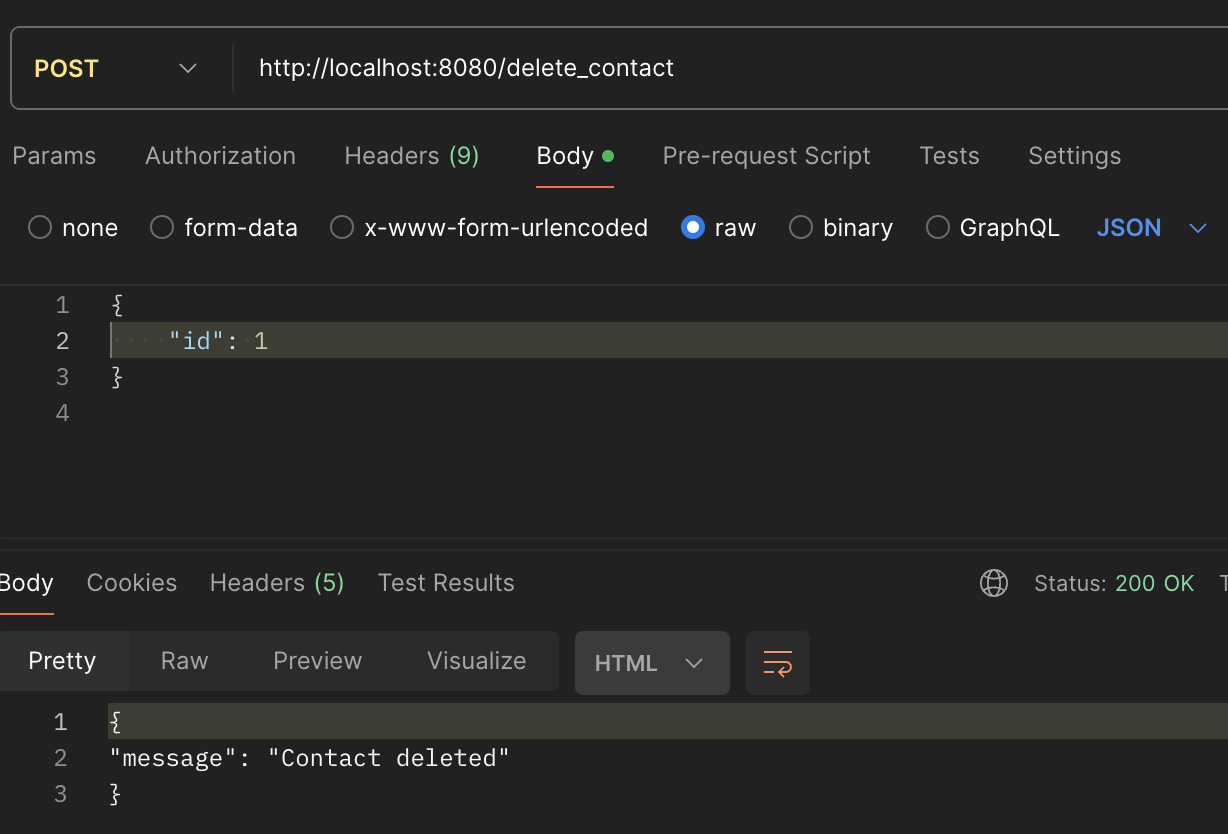 POST http://localhost:8080/delete_contact
Params Authorization Headers (9) Body Pre-request Script Tests Settings
none form-data x-www-form-urlencoded raw binary GraphQL JSON
1 {
2 "id": 1
3 }
4
Body Cookies Headers (5) Test Results Status: 200 OK
Pretty Raw Preview Visualize HTML
1 {
2 "message": "Contact deleted"
3 }